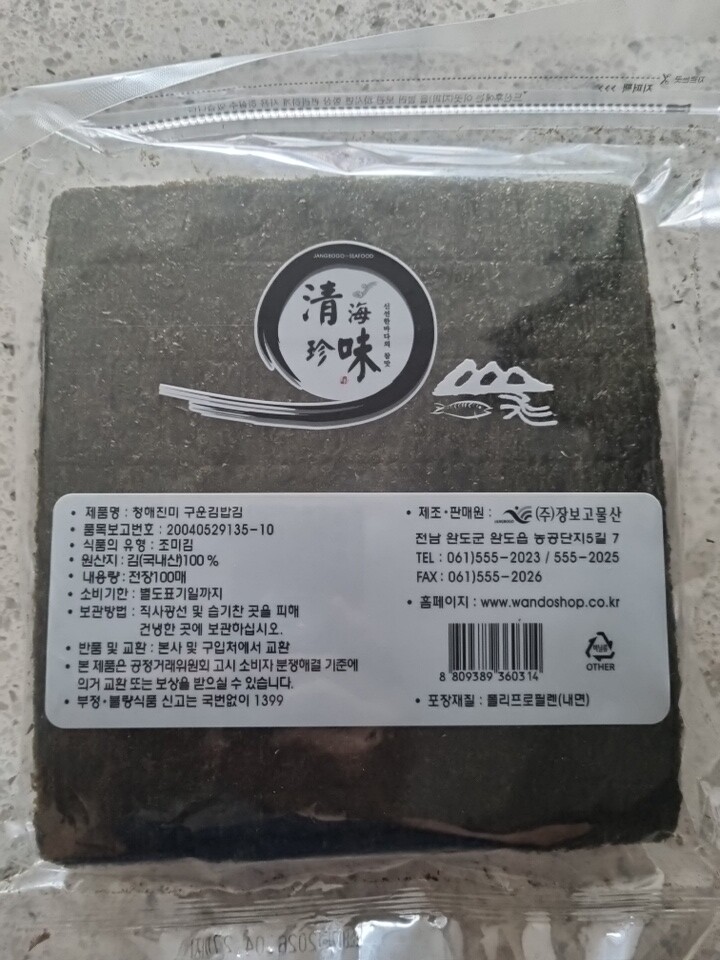 지퍼백 >>>
JANGBOGO·SEAFOOD
清海
珍味
신선한바다의 참맛
• 제품명 : 청해진미 구운김밥김
• 품목보고번호 : 20040529135-10
• 식품의 유형 : 조미김
• 원산지 : 김(국내산)100 %
• 내용량 : 전장100매
• 소비기한 : 별도표기일까지
• 보관방법 : 직사광선 및 습기찬 곳을 피해
건냉한 곳에 보관하십시오.
• 반품 및 교환 : 본사 및 구입처에서 교환
• 본 제품은 공정거래위원회 고시 소비자 분쟁해결 기준에
의거 교환 또는 보상을 받으실 수 있습니다.
• 부정·불량식품 신고는 국번없이 1399
• 제조·판매원 : (주)장보고물산
전남 완도군 완도읍 농공단지5길 7
TEL : 061)555-2023 / 555-2025
FAX : 061)555-2026
• 홈페이지 : www.wandoshop.co.kr
8 809389 360314
OTHER
• 포장재질 : 폴리프로필렌(내면)
2026.04.27